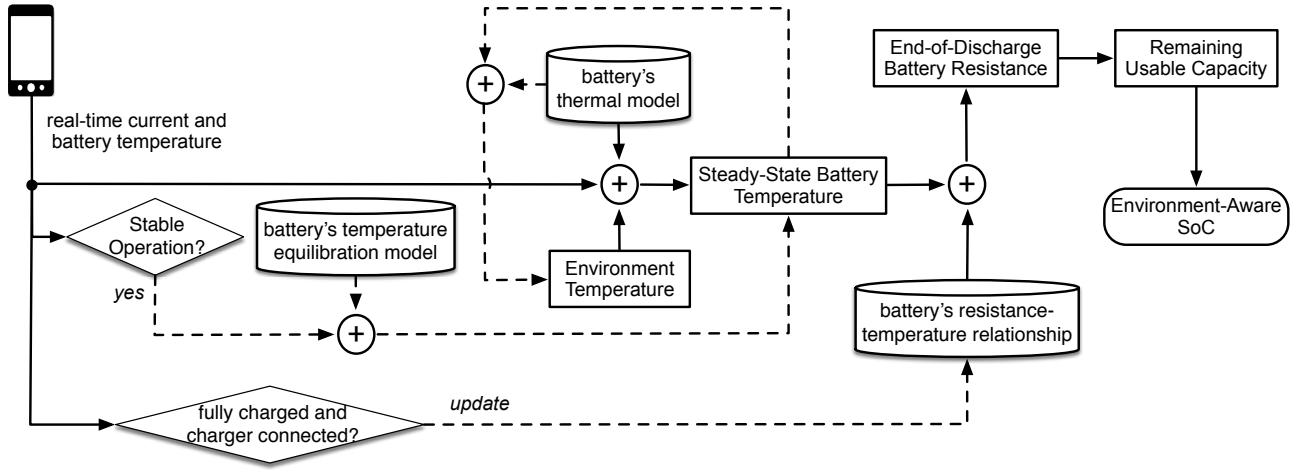 real-time current and
battery temperature
Stable
Operation?
yes
battery's temperature
equilibration model
+
fully charged and
charger connected?
update
+
battery's
thermal model
+
Environment
Temperature
Steady-State Battery
Temperature
+
battery's resistance-
temperature relationship
End-of-Discharge
Battery Resistance
Remaining
Usable Capacity
Environment-Aware
SoC